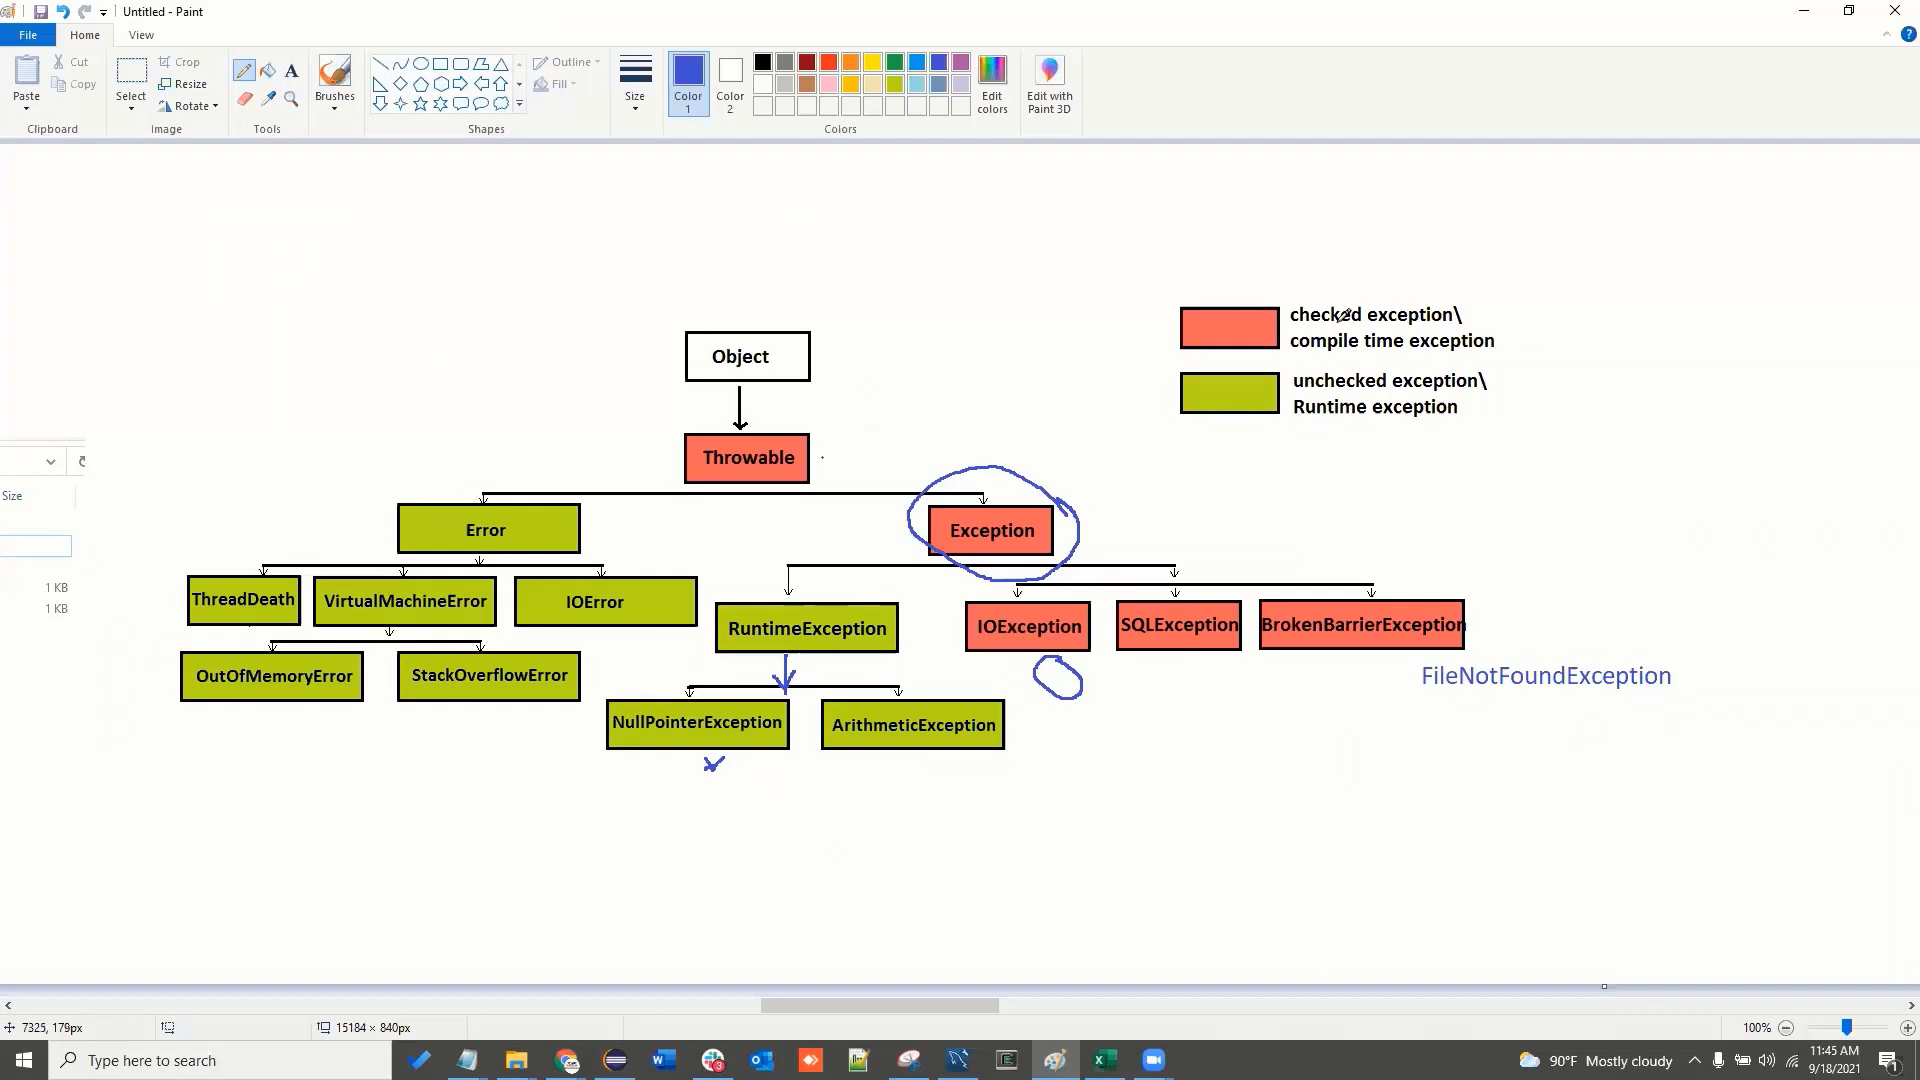 Untitled - Paint
File
Home
View
Paste
Cut
Copy
Clipboard
Select
Crop
Resize
Rotate
Image
A
Tools
Brushes
Outline
Fill
Shapes
Size
Color
1
Color
2
Edit
colors
Colors
Edit with
Paint 3D
?
Size
1 KB
1 KB
checked exception\
compile time exception
unchecked exception\
Runtime exception
Object
Throwable
Error
Exception
ThreadDeath
VirtualMachineError
IOError
RuntimeException
IOException
SQLException
BrokenBarrierException
OutOfMemoryError
StackOverflowError
FileNotFoundException
NullPointerException
ArithmeticException
7325, 179px
15184 × 840px
100%
Type here to search
90°F Mostly cloudy
11:45 AM
9/18/2021